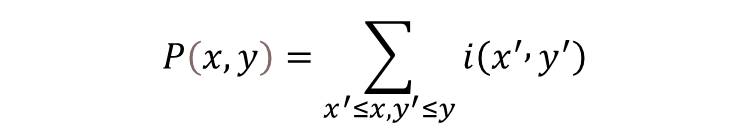 P(x, y) = ∑ i(x′, y′)
x′≤x,y′≤y